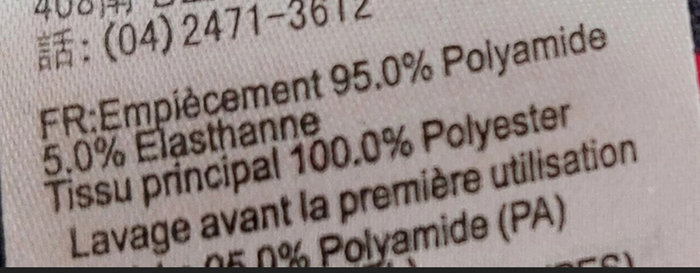 話：(04)2471-3612
FR:Empiècement 95.0% Polyamide
5.0% Elasthanne
Tissu principal 100.0% Polyester
Lavage avant la première utilisation
95.0% Polyamide (PA)